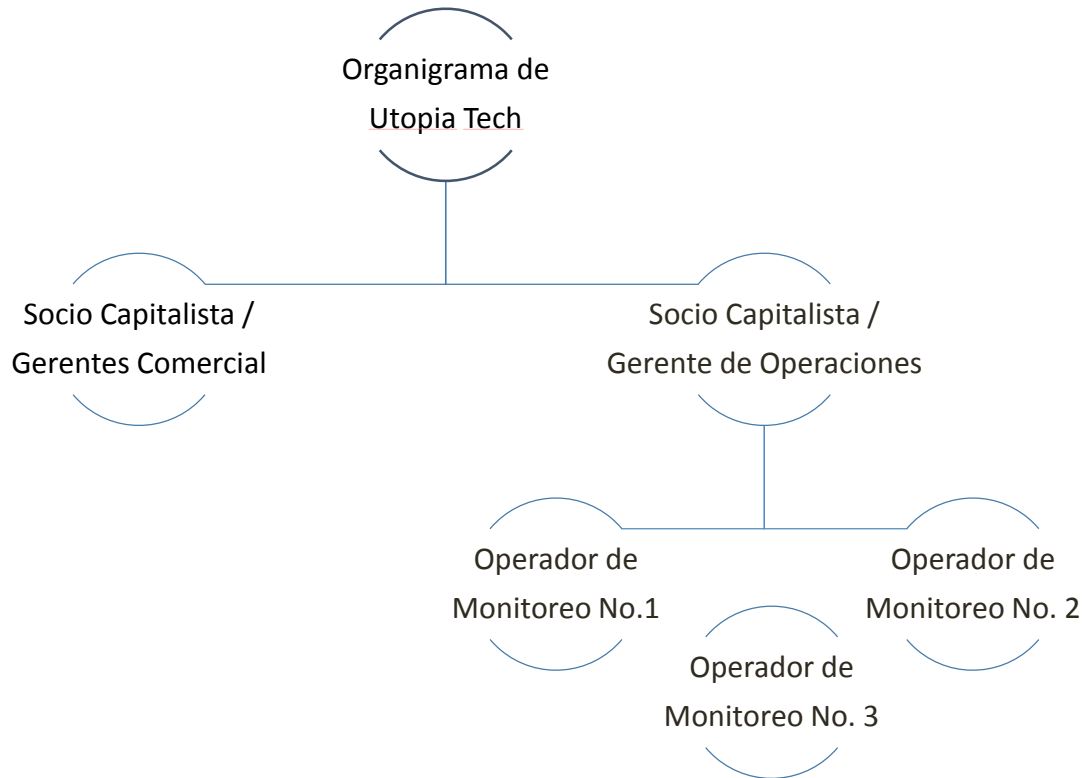 Organigrama de
Utopia Tech
Socio Capitalista /
Gerentes Comercial
Socio Capitalista /
Gerente de Operaciones
Operador de
Monitoreo No.1
Operador de
Monitoreo No. 2
Operador de
Monitoreo No. 3